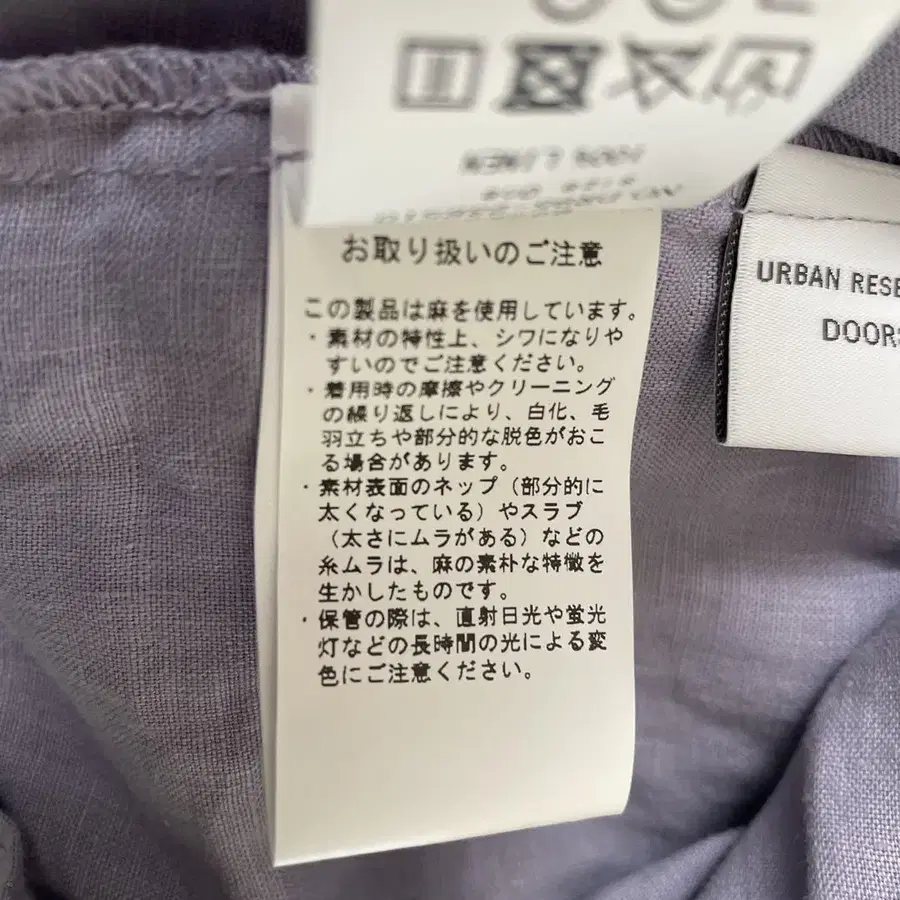 100% LINEN
お取り扱いのご注意
この製品は麻を使用しています。
・素材の特性上、シワになりや
すいのでご注意ください。
・着用時の摩擦やクリーニング
の繰り返しにより、白化、毛
羽立ちや部分的な脱色がおこ
る場合があります。
・素材表面のネップ（部分的に
太くなっている）やスラブ
（太さにムラがある）などの
糸ムラは、麻の素朴な特徴を
生かしたものです。
・保管の際は、直射日光や蛍光
灯などの長時間の光による変
色にご注意ください。
URBAN RESE
DOORS